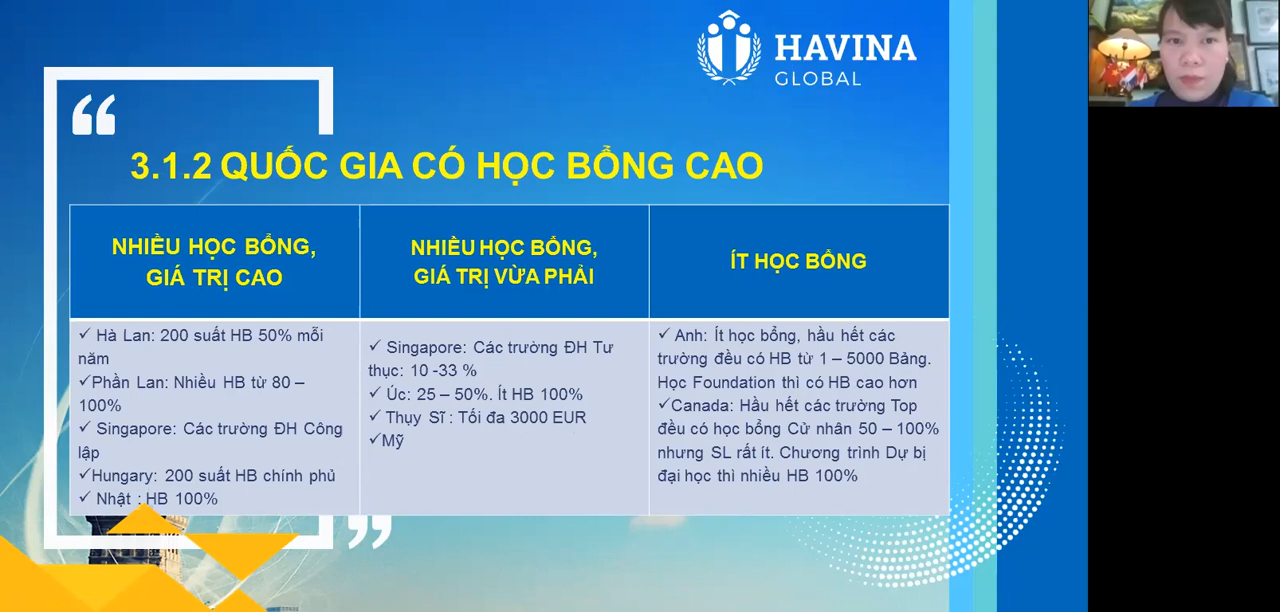 HAVINA
GLOBAL
3.1.2 QUỐC GIA CÓ HỌC BỔNG CAO
NHIỀU HỌC BỔNG,
GIÁ TRỊ CAO
✓ Hà Lan: 200 suất HB 50% mỗi
năm
✓Phần Lan: Nhiều HB từ 80 –
100%
✓ Singapore: Các trường ĐH Công
lập
✓Hungary: 200 suất HB chính phủ
✓ Nhật : HB 100%
NHIỀU HỌC BỔNG,
GIÁ TRỊ VỪA PHẢI
✓ Singapore: Các trường ĐH Tư
thục: 10 -33 %
✓ Úc: 25 – 50%. Ít HB 100%
✓ Thụy Sĩ : Tối đa 3000 EUR
✓Mỹ
ÍT HỌC BỔNG
✓ Anh: Ít học bổng, hầu hết các
trường đều có HB từ 1 – 5000 Bảng.
Học Foundation thì có HB cao hơn
✓Canada: Hầu hết các trường Top
đều có học bổng Cử nhân 50 – 100%
nhưng SL rất ít. Chương trình Dự bị
đại học thì nhiều HB 100%